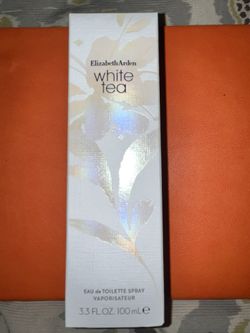 ElizabethArden
white
tea
EAU de TOILETTE SPRAY
VAPORISATEUR
3.3 FL.OZ. 100 mL ℮